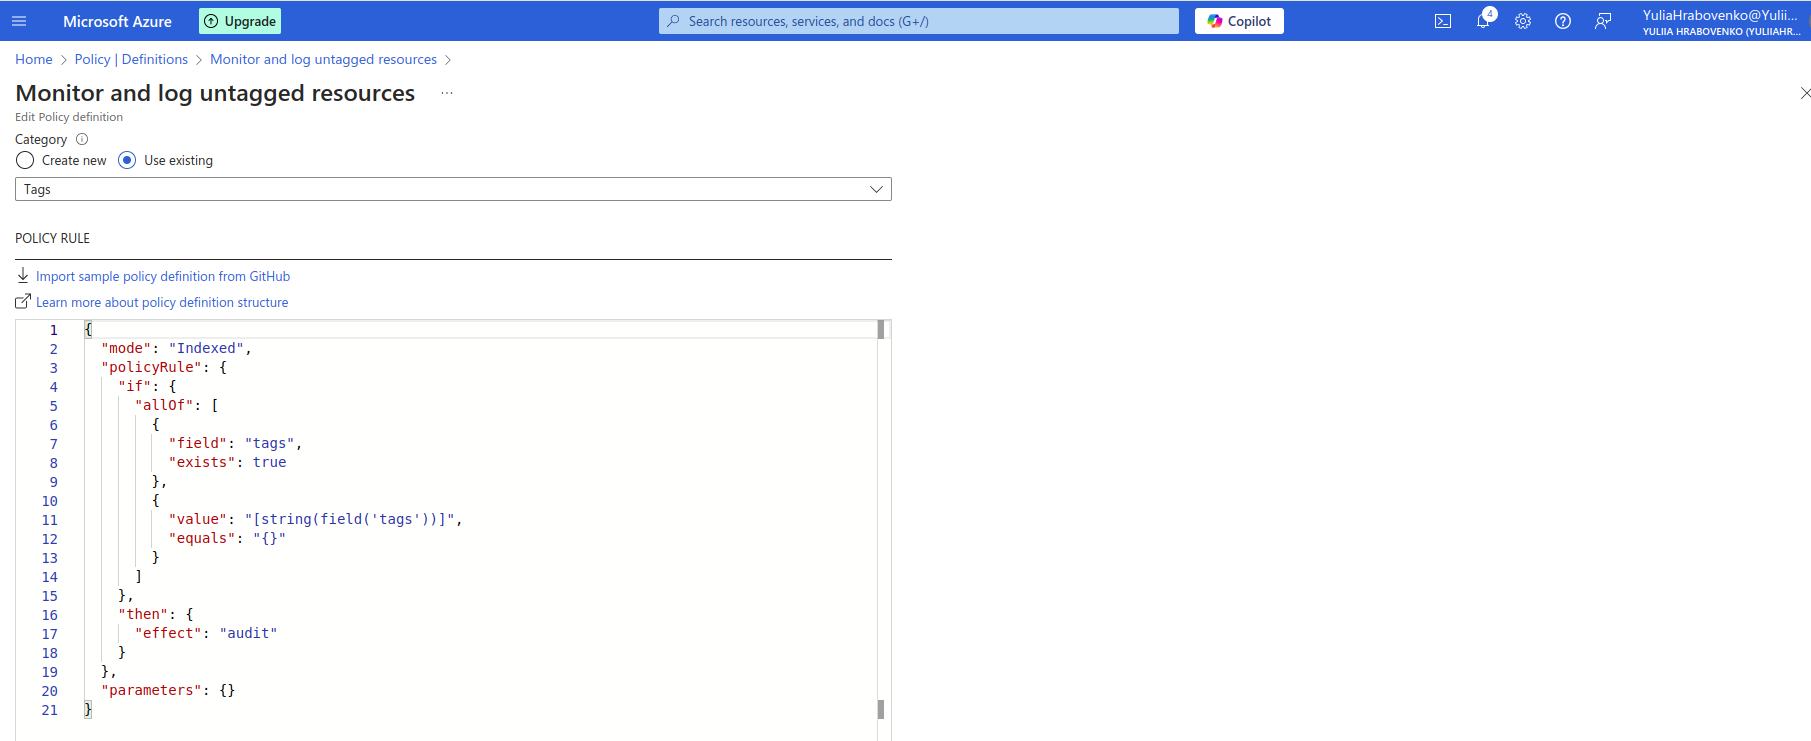 Microsoft Azure
Upgrade
Search resources, services, and docs (G+/)
Copilot
4
YuliaHrabovenko@Yulii...
YULIIA HRABOVENKO (YULIIAHR...
Home > Policy | Definitions > Monitor and log untagged resources >
Monitor and log untagged resources ...
Edit Policy definition
Category
Create new Use existing
Tags
POLICY RULE
Import sample policy definition from GitHub
Learn more about policy definition structure
1 {
2 "mode": "Indexed",
3 "policyRule": {
4 "if": {
5 "allOf": [
6 {
7 "field": "tags",
8 "exists": true
9 },
10 {
11 "value": "[string(field('tags'))]",
12 "equals": "{}"
13 }
14 ]
15 },
16 "then": {
17 "effect": "audit"
18 }
19 },
20 "parameters": {}
21 }